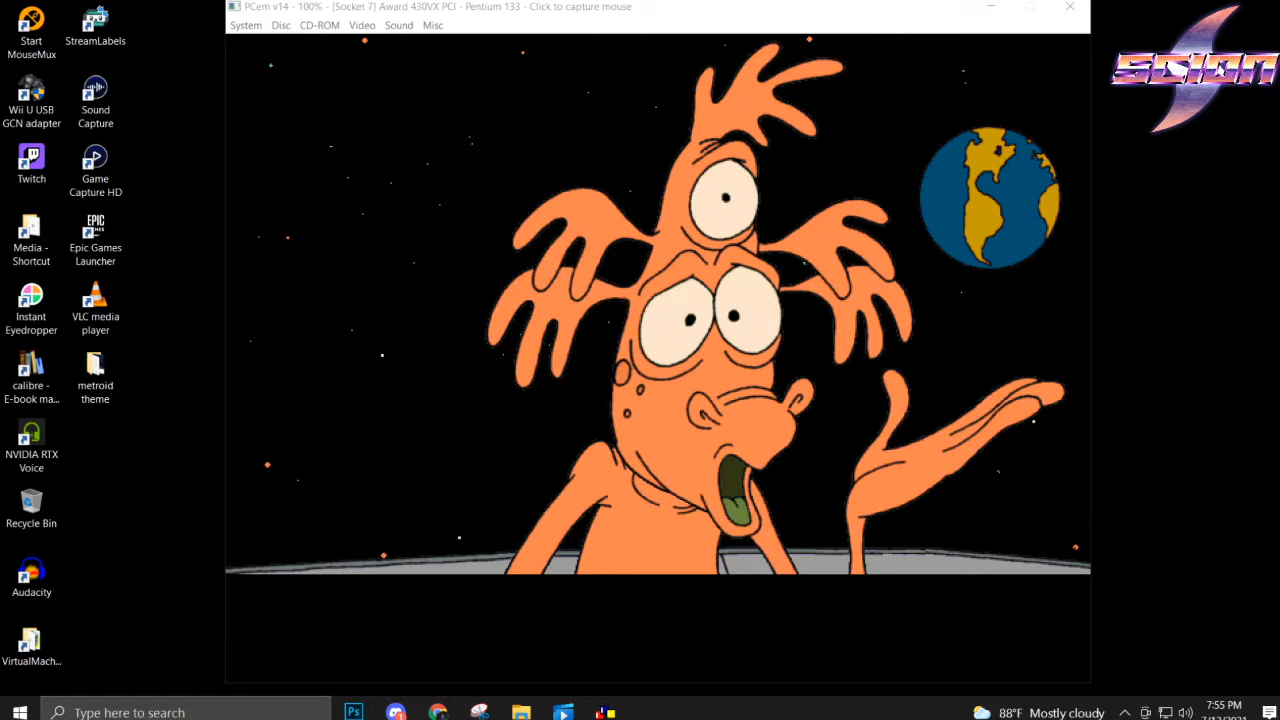 PCem v14 - 100% - [Socket 7] Award 430VX PCI - Pentium 133 - Click to capture mouse
System Disc CD-ROM Video Sound Misc
SCION
Start
MouseMux
StreamLabels
Wii U USB
GCN adapter
Sound
Capture
Twitch
Game
Capture HD
Media -
Shortcut
EPIC
GAMES
Epic Games
Launcher
Instant
Eyedropper
VLC media
player
calibre -
E-book ma...
metroid
theme
NVIDIA RTX
Voice
Recycle Bin
Audacity
VirtualMach...
Type here to search
Ps
88°F Mostly cloudy
7:55 PM